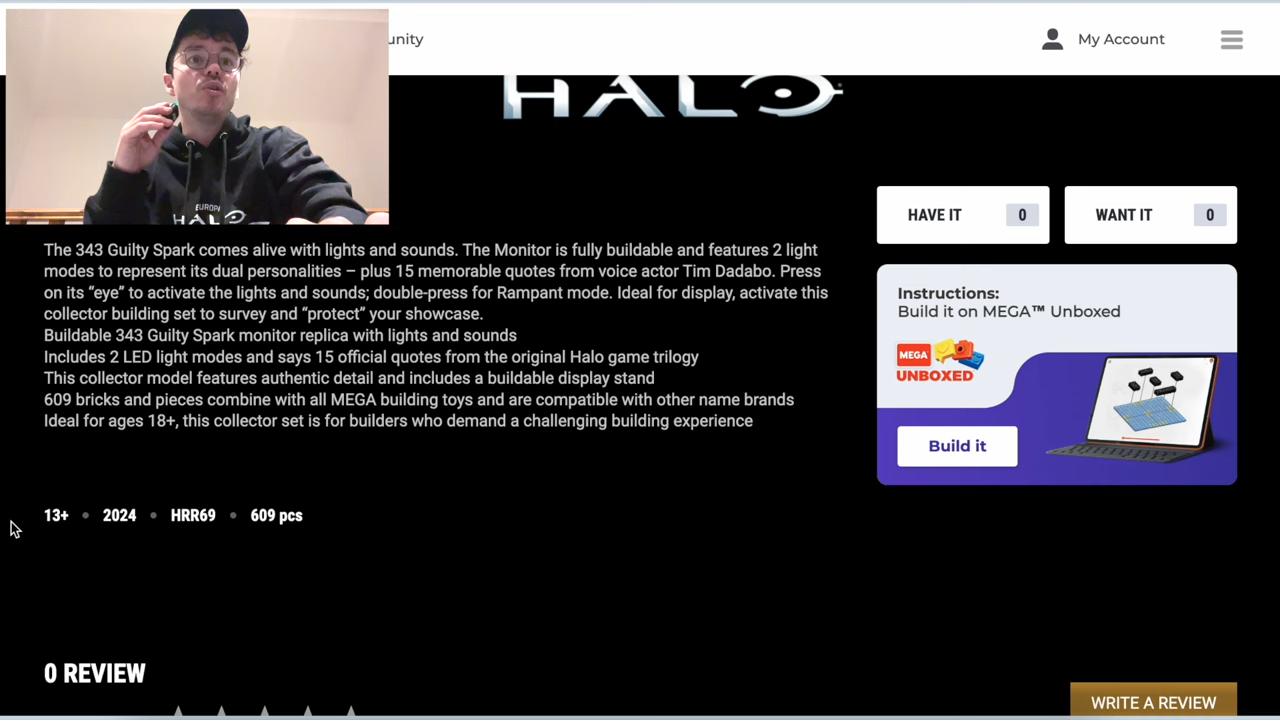 unity
My Account
HALO
EUROPE
HALO
HAVE IT 0
WANT IT 0
The 343 Guilty Spark comes alive with lights and sounds. The Monitor is fully buildable and features 2 light
modes to represent its dual personalities – plus 15 memorable quotes from voice actor Tim Dadabo. Press
on its “eye” to activate the lights and sounds; double-press for Rampant mode. Ideal for display, activate this
collector building set to survey and “protect” your showcase.
Buildable 343 Guilty Spark monitor replica with lights and sounds
Includes 2 LED light modes and says 15 official quotes from the original Halo game trilogy
This collector model features authentic detail and includes a buildable display stand
609 bricks and pieces combine with all MEGA building toys and are compatible with other name brands
Ideal for ages 18+, this collector set is for builders who demand a challenging building experience
Instructions:
Build it on MEGA™ Unboxed
MEGA
UNBOXED
Build it
13+ • 2024 • HRR69 • 609 pcs
0 REVIEW
WRITE A REVIEW